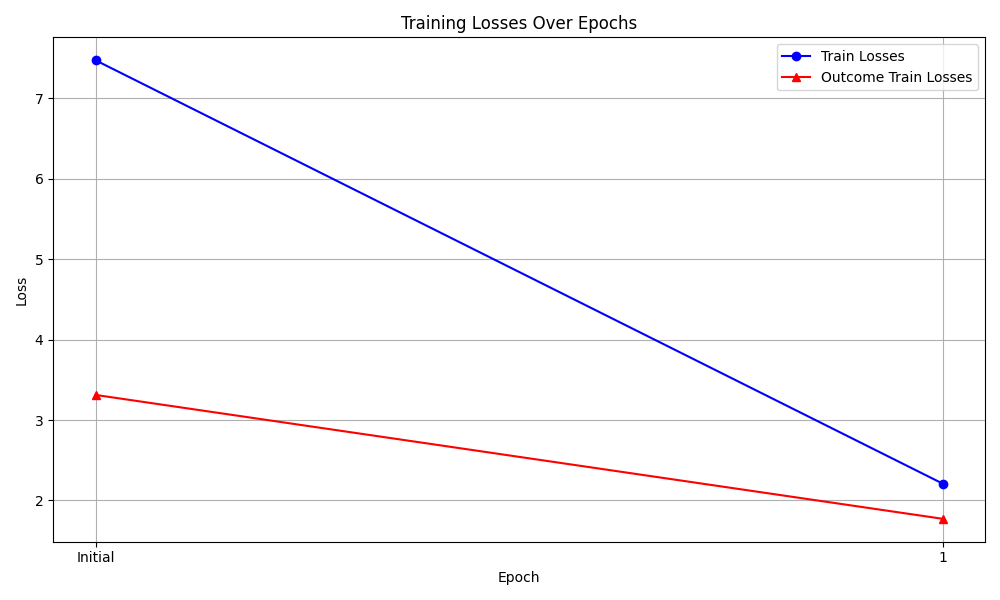 Training Losses Over Epochs
Train Losses
Outcome Train Losses
7
6
5
4
3
2
Loss
Initial
1
Epoch